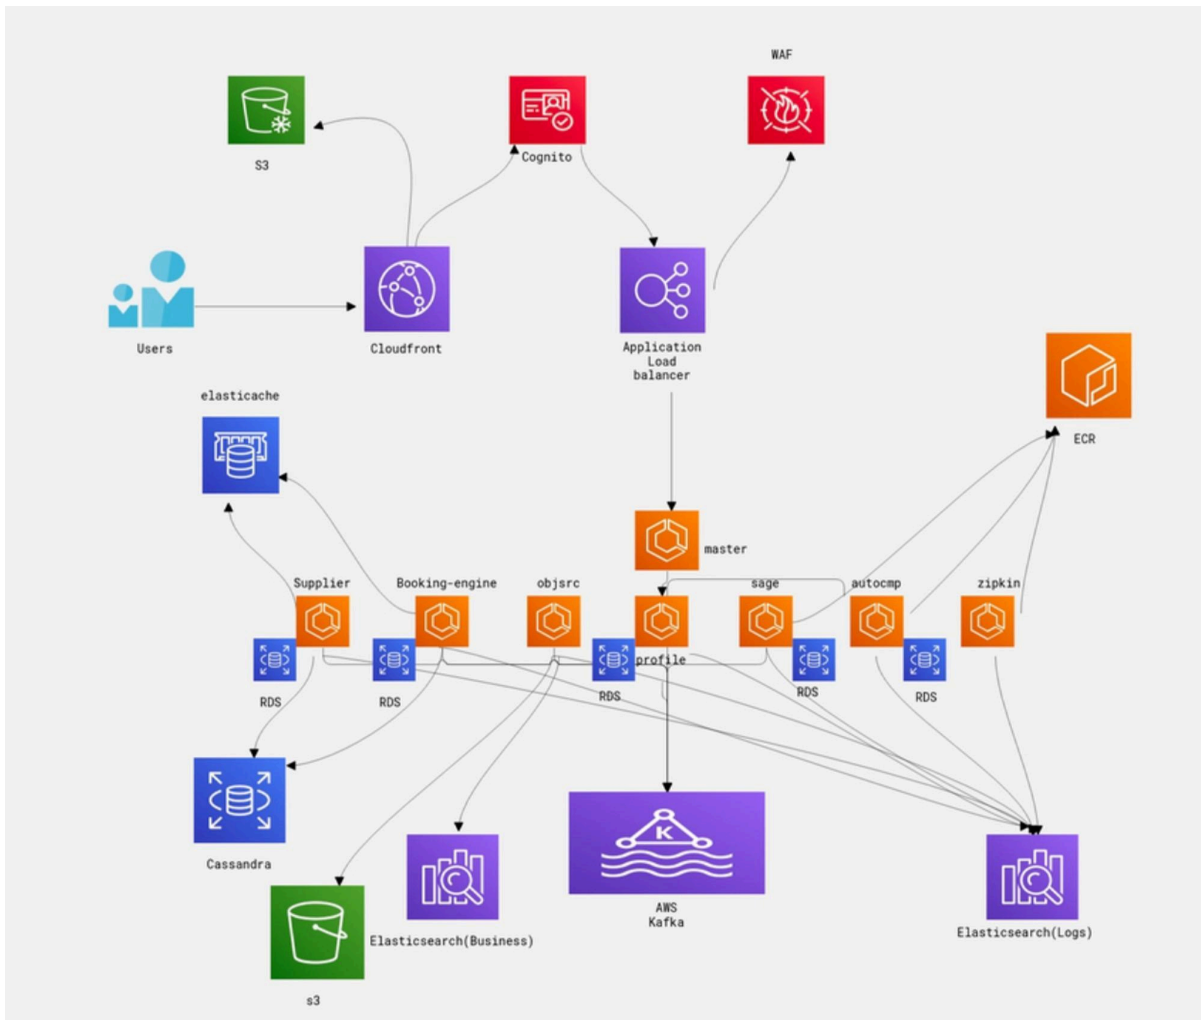 WAF
S3
Cognito
Users
Cloudfront
Application
Load
balancer
elasticache
ECR
master
Supplier
Booking-engine
objsrc
sage
autocmp
zipkin
profile
RDS
RDS
RDS
RDS
RDS
Cassandra
K
AWS
Kafka
Elasticsearch(Business)
Elasticsearch(Logs)
s3